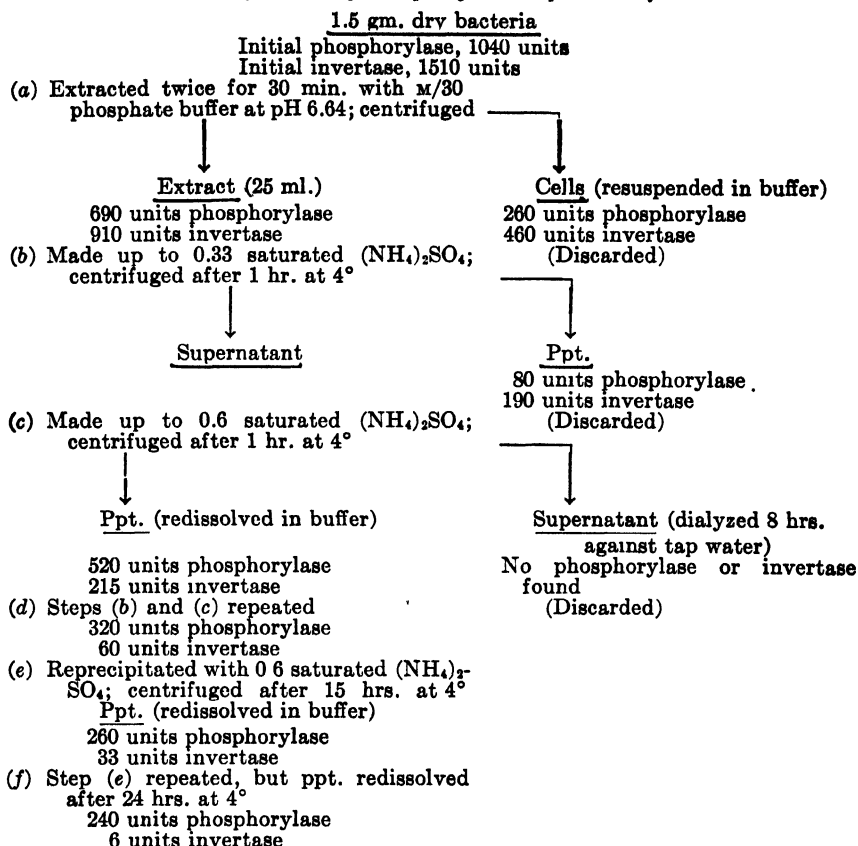 1.5 gm. dry bacteria
Initial phosphorylase, 1040 units
Initial invertase, 1510 units
(a) Extracted twice for 30 min. with M/30
phosphate buffer at pH 6.64; centrifuged
Extract (25 ml.)
690 units phosphorylase
910 units invertase
Cells (resuspended in buffer)
260 units phosphorylase
460 units invertase
(Discarded)
(b) Made up to 0.33 saturated (NH₄)₂SO₄;
centrifuged after 1 hr. at 4°
Supernatant
Ppt.
80 units phosphorylase
190 units invertase
(Discarded)
(c) Made up to 0.6 saturated (NH₄)₂SO₄;
centrifuged after 1 hr. at 4°
Ppt. (redissolved in buffer)
520 units phosphorylase
215 units invertase
Supernatant (dialyzed 8 hrs.
against tap water)
No phosphorylase or invertase
found
(Discarded)
(d) Steps (b) and (c) repeated
320 units phosphorylase
60 units invertase
(e) Reprecipitated with 0 6 saturated (NH₄)₂-
SO₄; centrifuged after 15 hrs. at 4°
Ppt. (redissolved in buffer)
260 units phosphorylase
33 units invertase
(f) Step (e) repeated, but ppt. redissolved
after 24 hrs. at 4°
240 units phosphorylase
6 units invertase